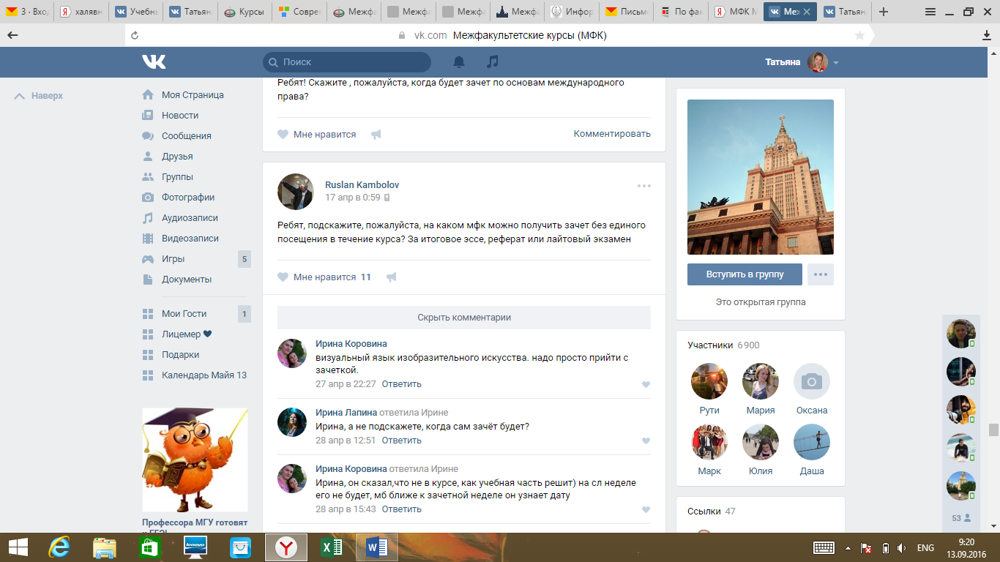 3 · Вход
халявн
Учебны
Татьян
Курсы
Соврем
Межфа
Межфа
Межфа
Межфа
Инфор
Письмо
По фак
МФК М
Меж
Татьян
vk.com Межфакультетские курсы (МФК)
Поиск
Татьяна
Наверх
Моя Страница
Новости
Сообщения
Друзья
Группы
Фотографии
Аудиозаписи
Видеозаписи
Игры 5
Документы
Мои Гости 1
Лицемер
Подарки
Календарь Майя 13
Профессора МГУ готовят
Ребят! Скажите , пожалуйста, когда будет зачет по основам международного
права?
Мне нравится
Комментировать
Ruslan Kambolov
17 апр в 0:59
Ребят, подскажите, пожалуйста, на каком мфк можно получить зачет без единого
посещения в течение курса? За итоговое эссе, реферат или лайтовый экзамен
Мне нравится 11
Скрыть комментарии
Ирина Коровина
визуальный язык изобразительного искусства. надо просто прийти с
зачеткой.
27 апр в 22:27 Ответить
Ирина Лапина ответила Ирине
Ирина, а не подскажете, когда сам зачёт будет?
28 апр в 12:51 Ответить
Ирина Коровина ответила Ирине
Ирина, он сказал,что не в курсе, как учебная часть решит) на сл неделе
его не будет, мб ближе к зачетной неделе он узнает дату
28 апр в 15:43 Ответить
Вступить в группу
Это открытая группа
Участники 6 900
Рути Мария Оксана
Марк Юлия Даша
Ссылки 47
53
ENG
9:20
13.09.2016